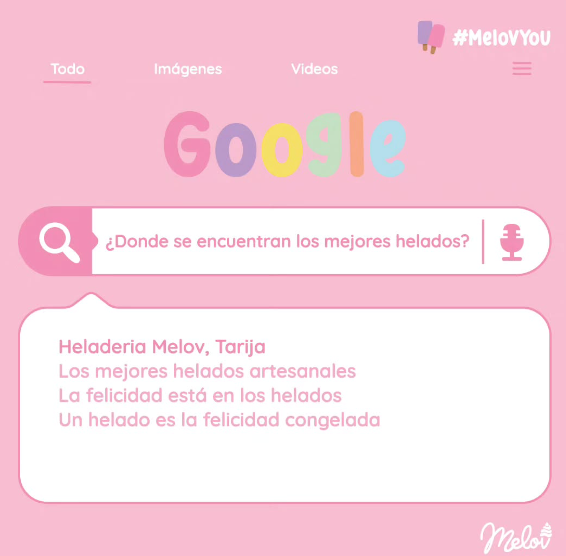 #MeloVYou
Todo Imágenes Videos
Google
¿Donde se encuentran los mejores helados?
Heladeria Melov, Tarija
Los mejores helados artesanales
La felicidad está en los helados
Un helado es la felicidad congelada
Melov